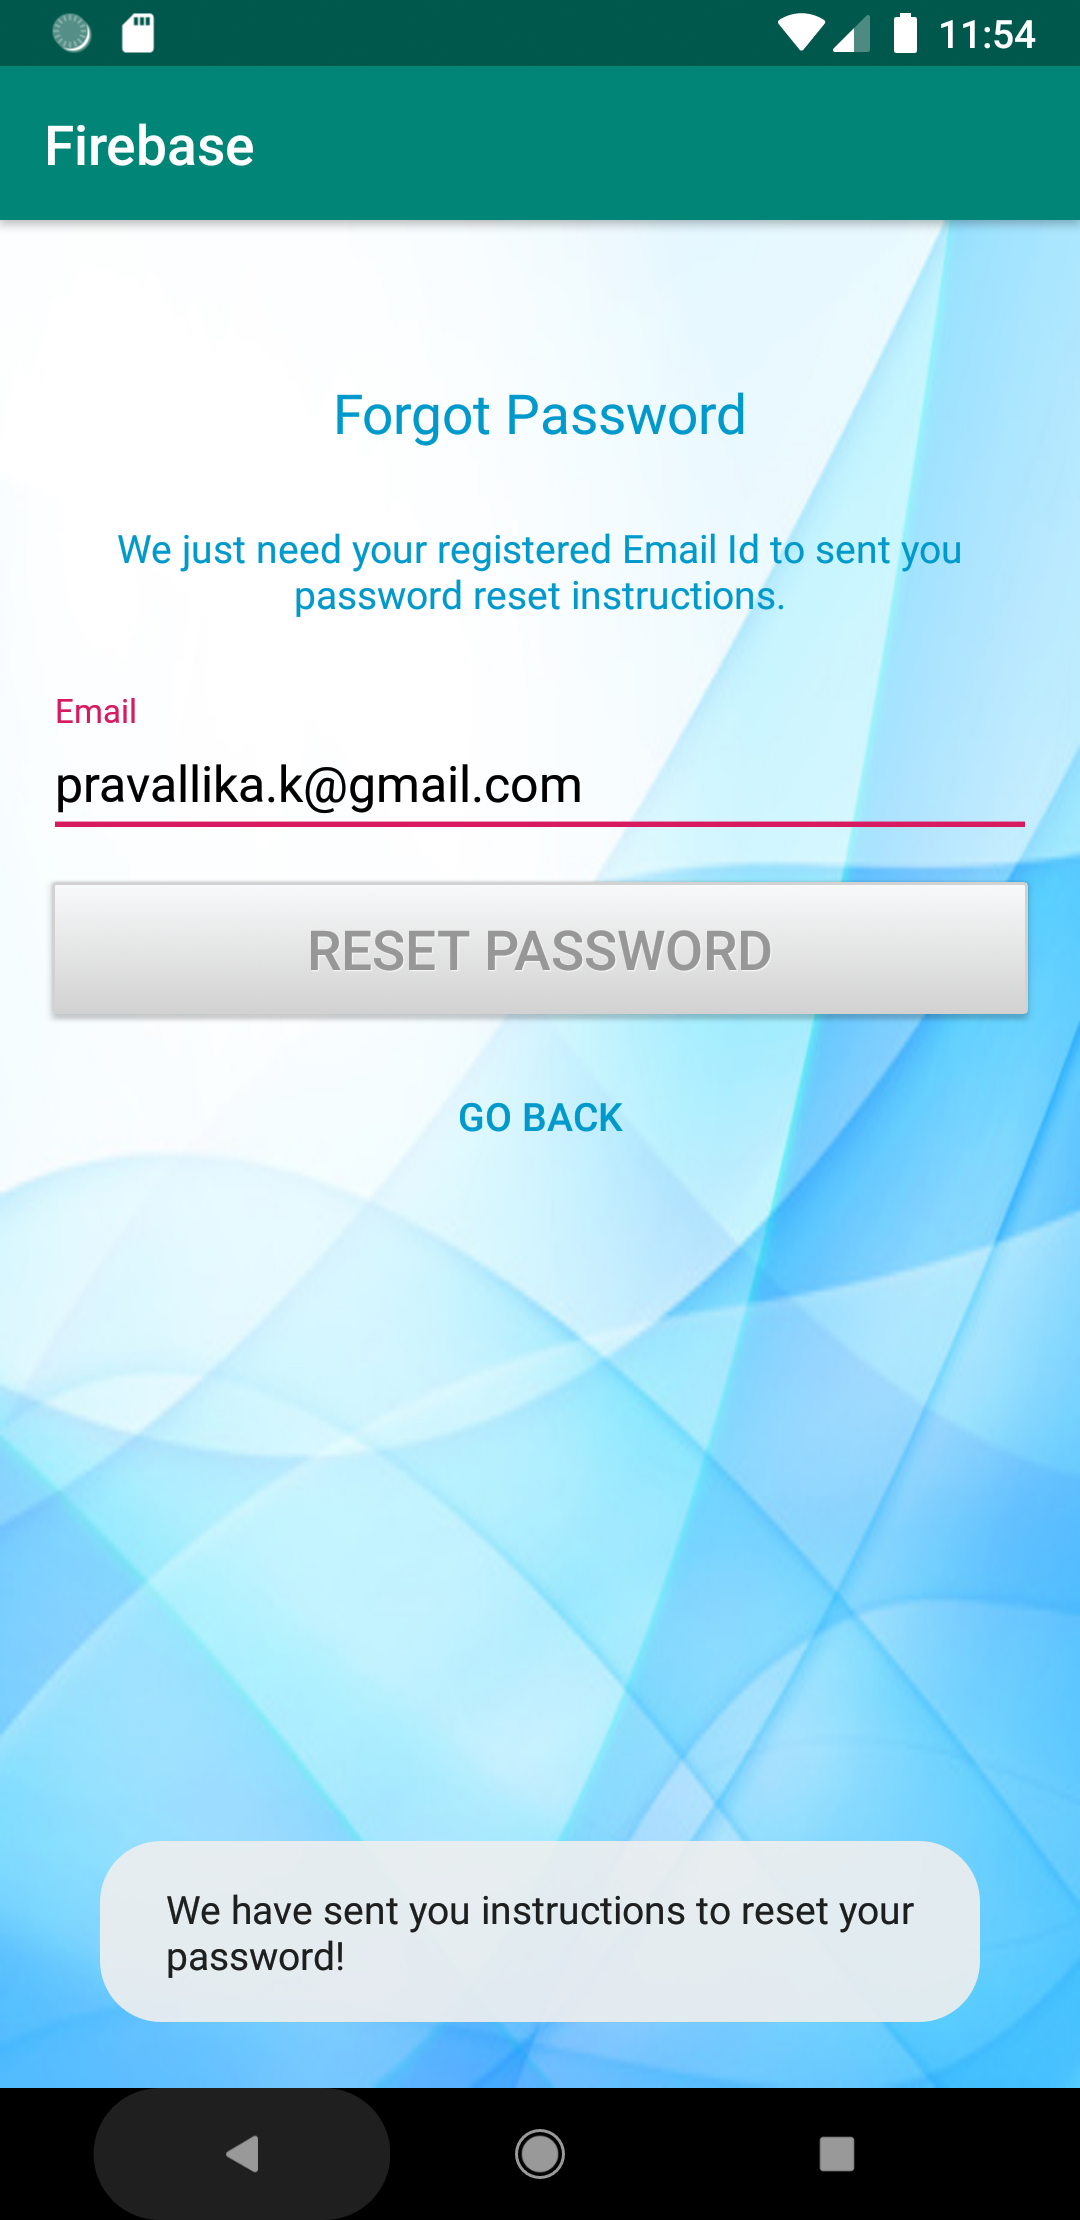 11:54
Firebase
Forgot Password
We just need your registered Email Id to sent you
password reset instructions.
Email
pravallika.k@gmail.com
RESET PASSWORD
GO BACK
We have sent you instructions to reset your
password!